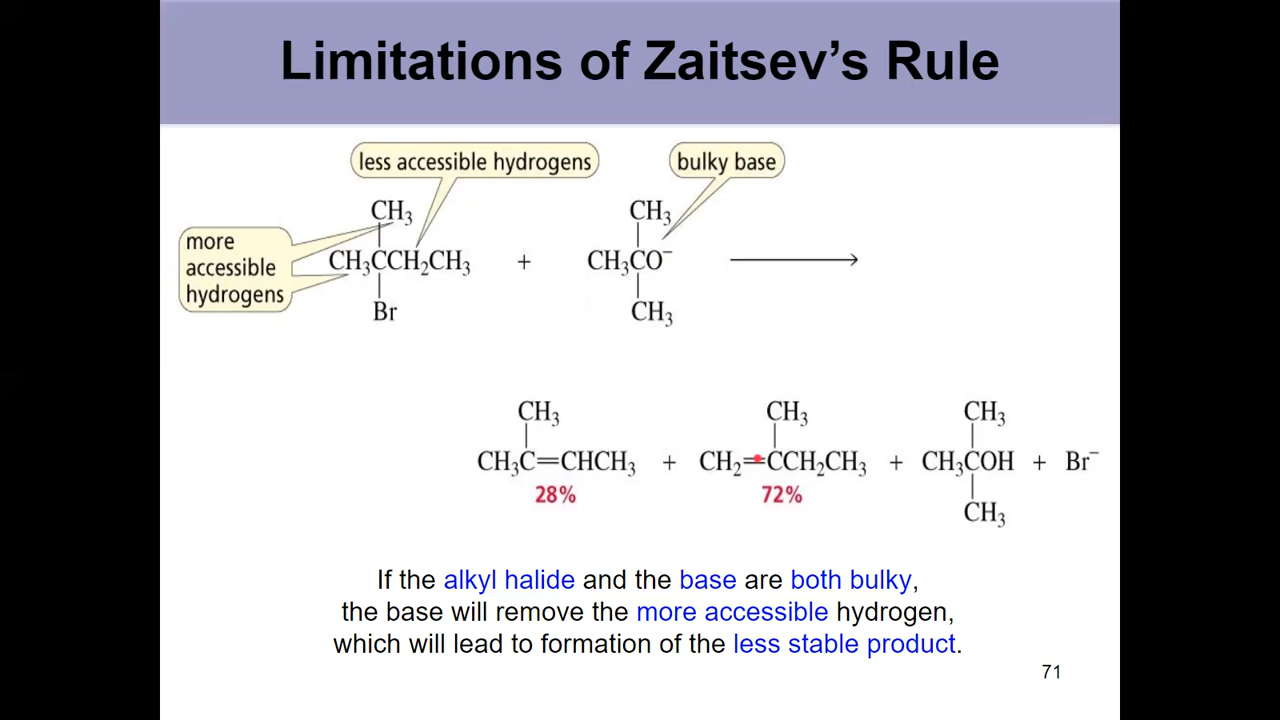 Limitations of Zaitsev's Rule
less accessible hydrogens
bulky base
more
accessible
hydrogens
CH₃
CH₃CCH₂CH₃
Br
+
CH₃
CH₃CO⁻
CH₃
CH₃
CH₃C=CHCH₃
28%
+
CH₃
CH₂=CCH₂CH₃
72%
+
CH₃
CH₃COH
CH₃
+
Br⁻
If the alkyl halide and the base are both bulky,
the base will remove the more accessible hydrogen,
which will lead to formation of the less stable product.
71